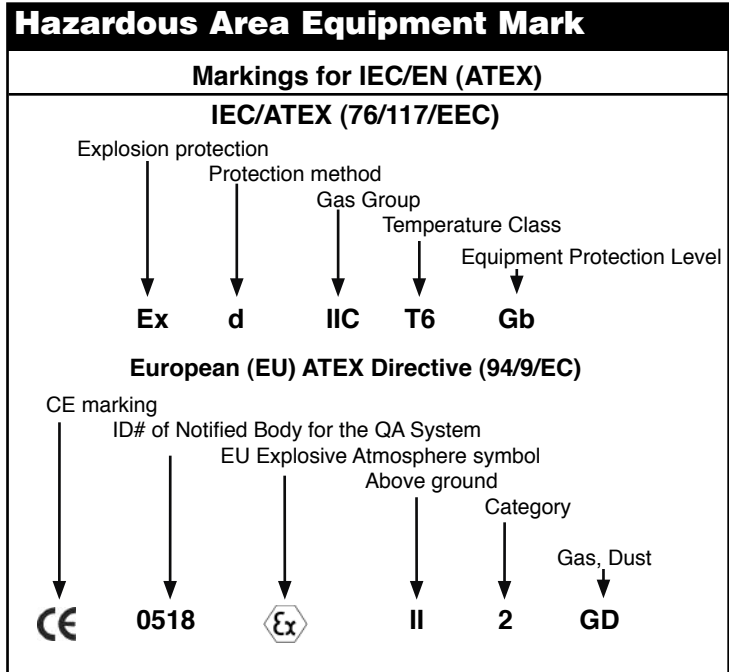 Hazardous Area Equipment Mark
Markings for IEC/EN (ATEX)
IEC/ATEX (76/117/EEC)
Explosion protection
Protection method
Gas Group
Temperature Class
Equipment Protection Level
Ex d IIC T6 Gb
European (EU) ATEX Directive (94/9/EC)
CE marking
ID# of Notified Body for the QA System
EU Explosive Atmosphere symbol
Above ground
Category
Gas, Dust
CE 0518 Ex II 2 GD